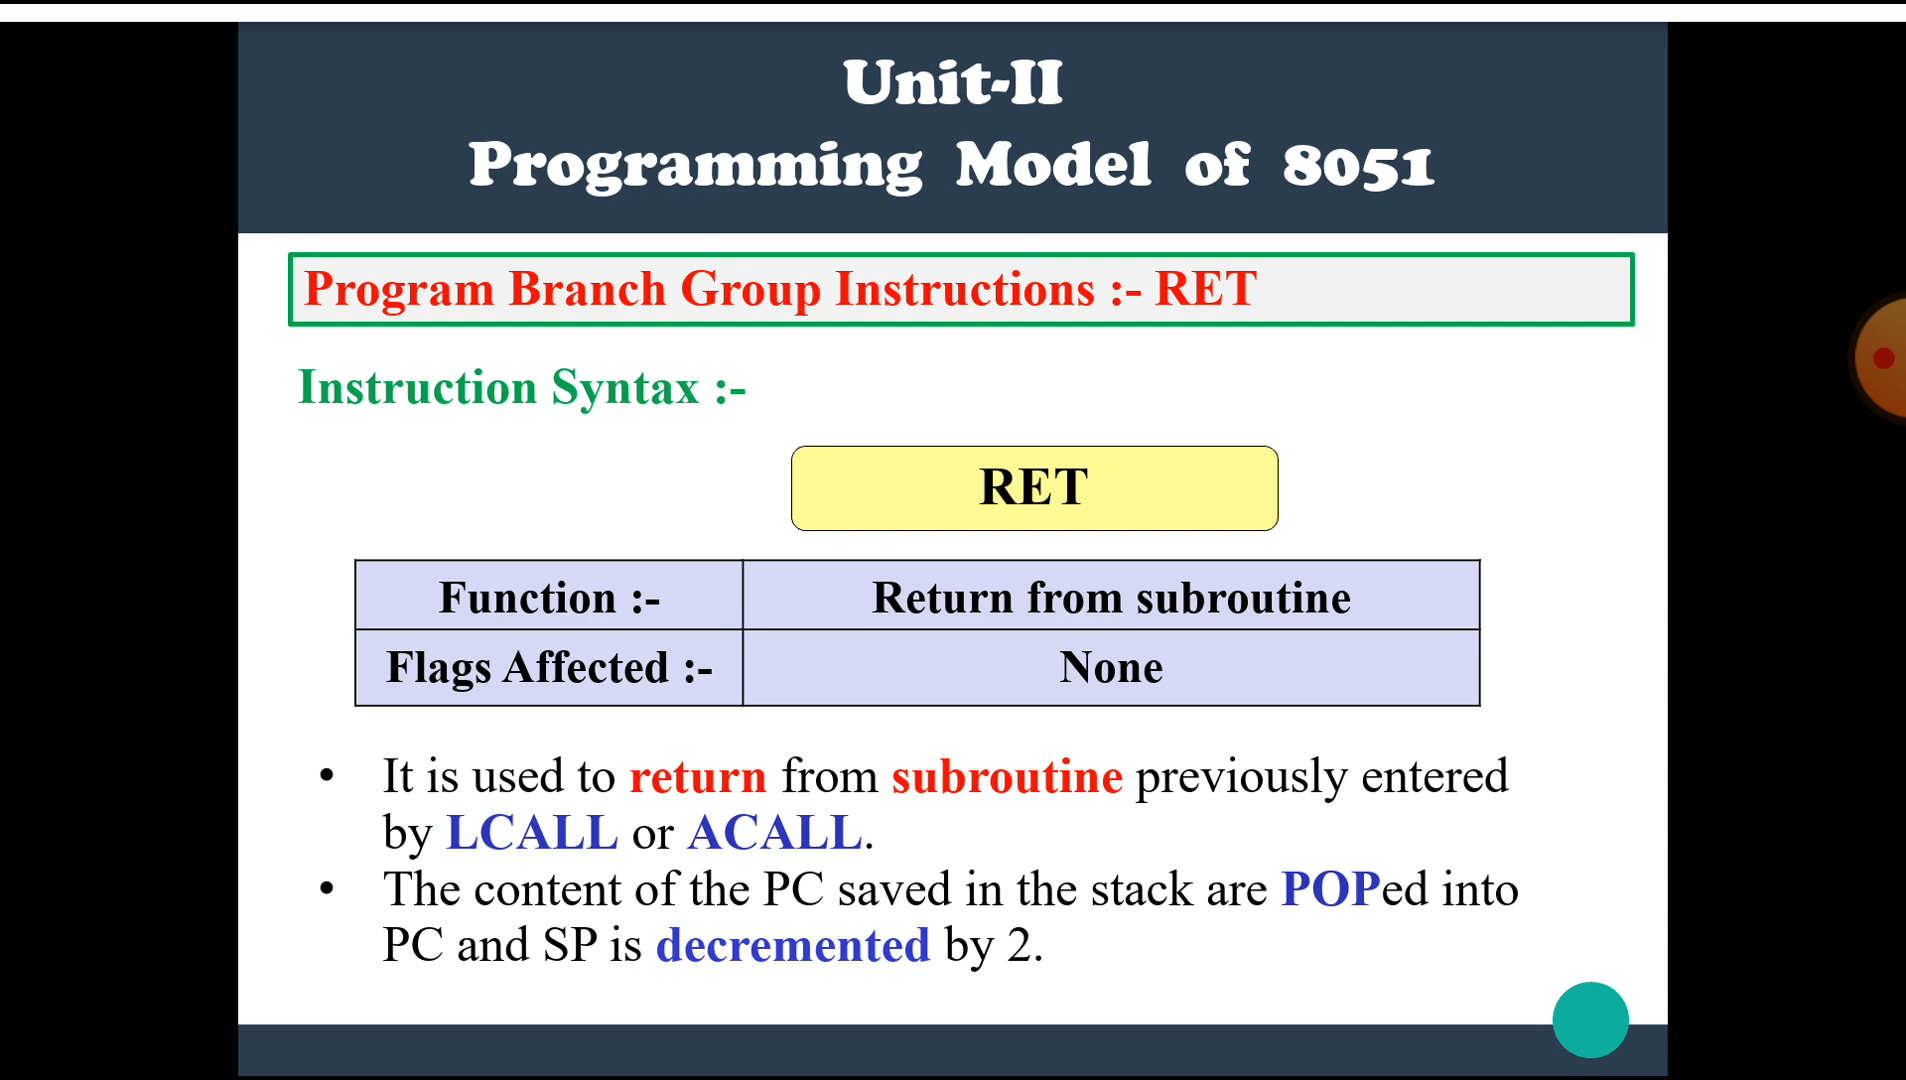 Unit-II
Programming Model of 8051
Program Branch Group Instructions :- RET
Instruction Syntax :-
RET
Function :- Return from subroutine
Flags Affected :- None
• It is used to return from subroutine previously entered
by LCALL or ACALL.
• The content of the PC saved in the stack are POPed into
PC and SP is decremented by 2.